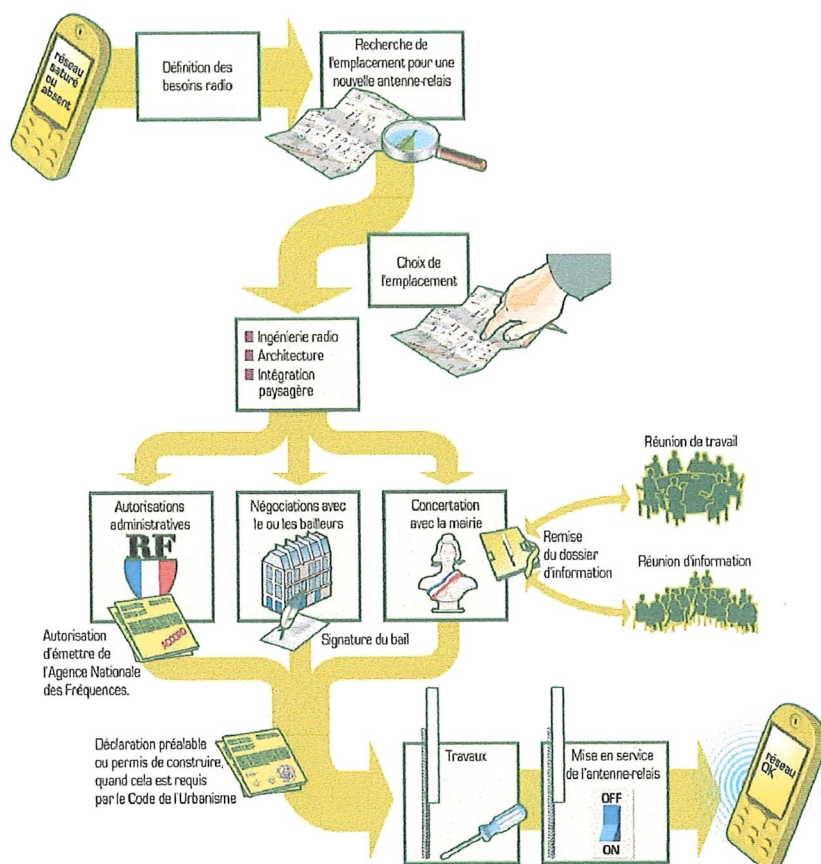 réseau
saturé
ou
absent
Définition des
besoins radio
Recherche de
l'emplacement pour une
nouvelle antenne-relais
Choix de
l'emplacement
Ingénierie radio
Architecture
Intégration
paysagère
Autorisations
administratives
RF
ACCORD
Autorisation
d'émettre de
l'Agence Nationale
des Fréquences.
Négociations avec
le ou les bailleurs
Signature du bail
Concertation
avec la mairie
Remise
du dossier
d'information
Réunion de travail
Réunion d'information
Déclaration préalable
ou permis de construire,
quand cela est requis
par le Code de l'Urbanisme
Travaux
Mise en service
de l'antenne-relais
OFF
ON
réseau
OK